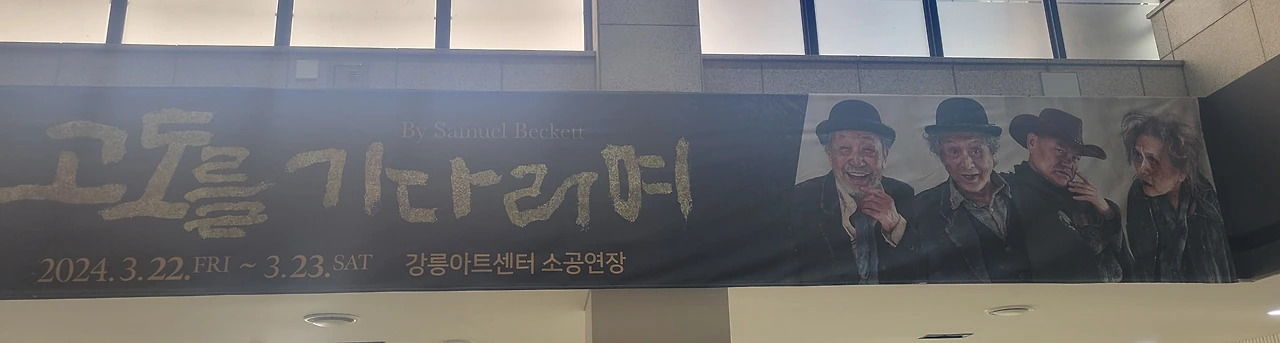 By Samuel Beckett
고도를 기다리며
2024. 3. 22. FRI ~ 3. 23. SAT 강릉아트센터 소공연장